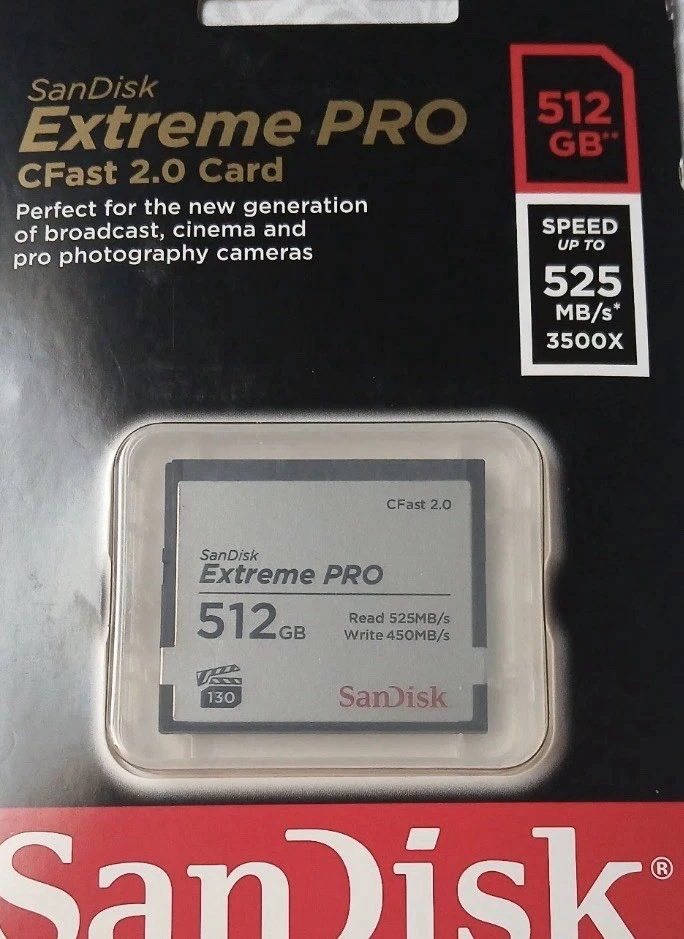 SanDisk
Extreme PRO
CFast 2.0 Card
Perfect for the new generation
of broadcast, cinema and
pro photography cameras
512
GB**
SPEED
UP TO
525
MB/s*
3500X
CFast 2.0
SanDisk
Extreme PRO
512GB
Read 525MB/s
Write 450MB/s
130
SanDisk
SanDisk®